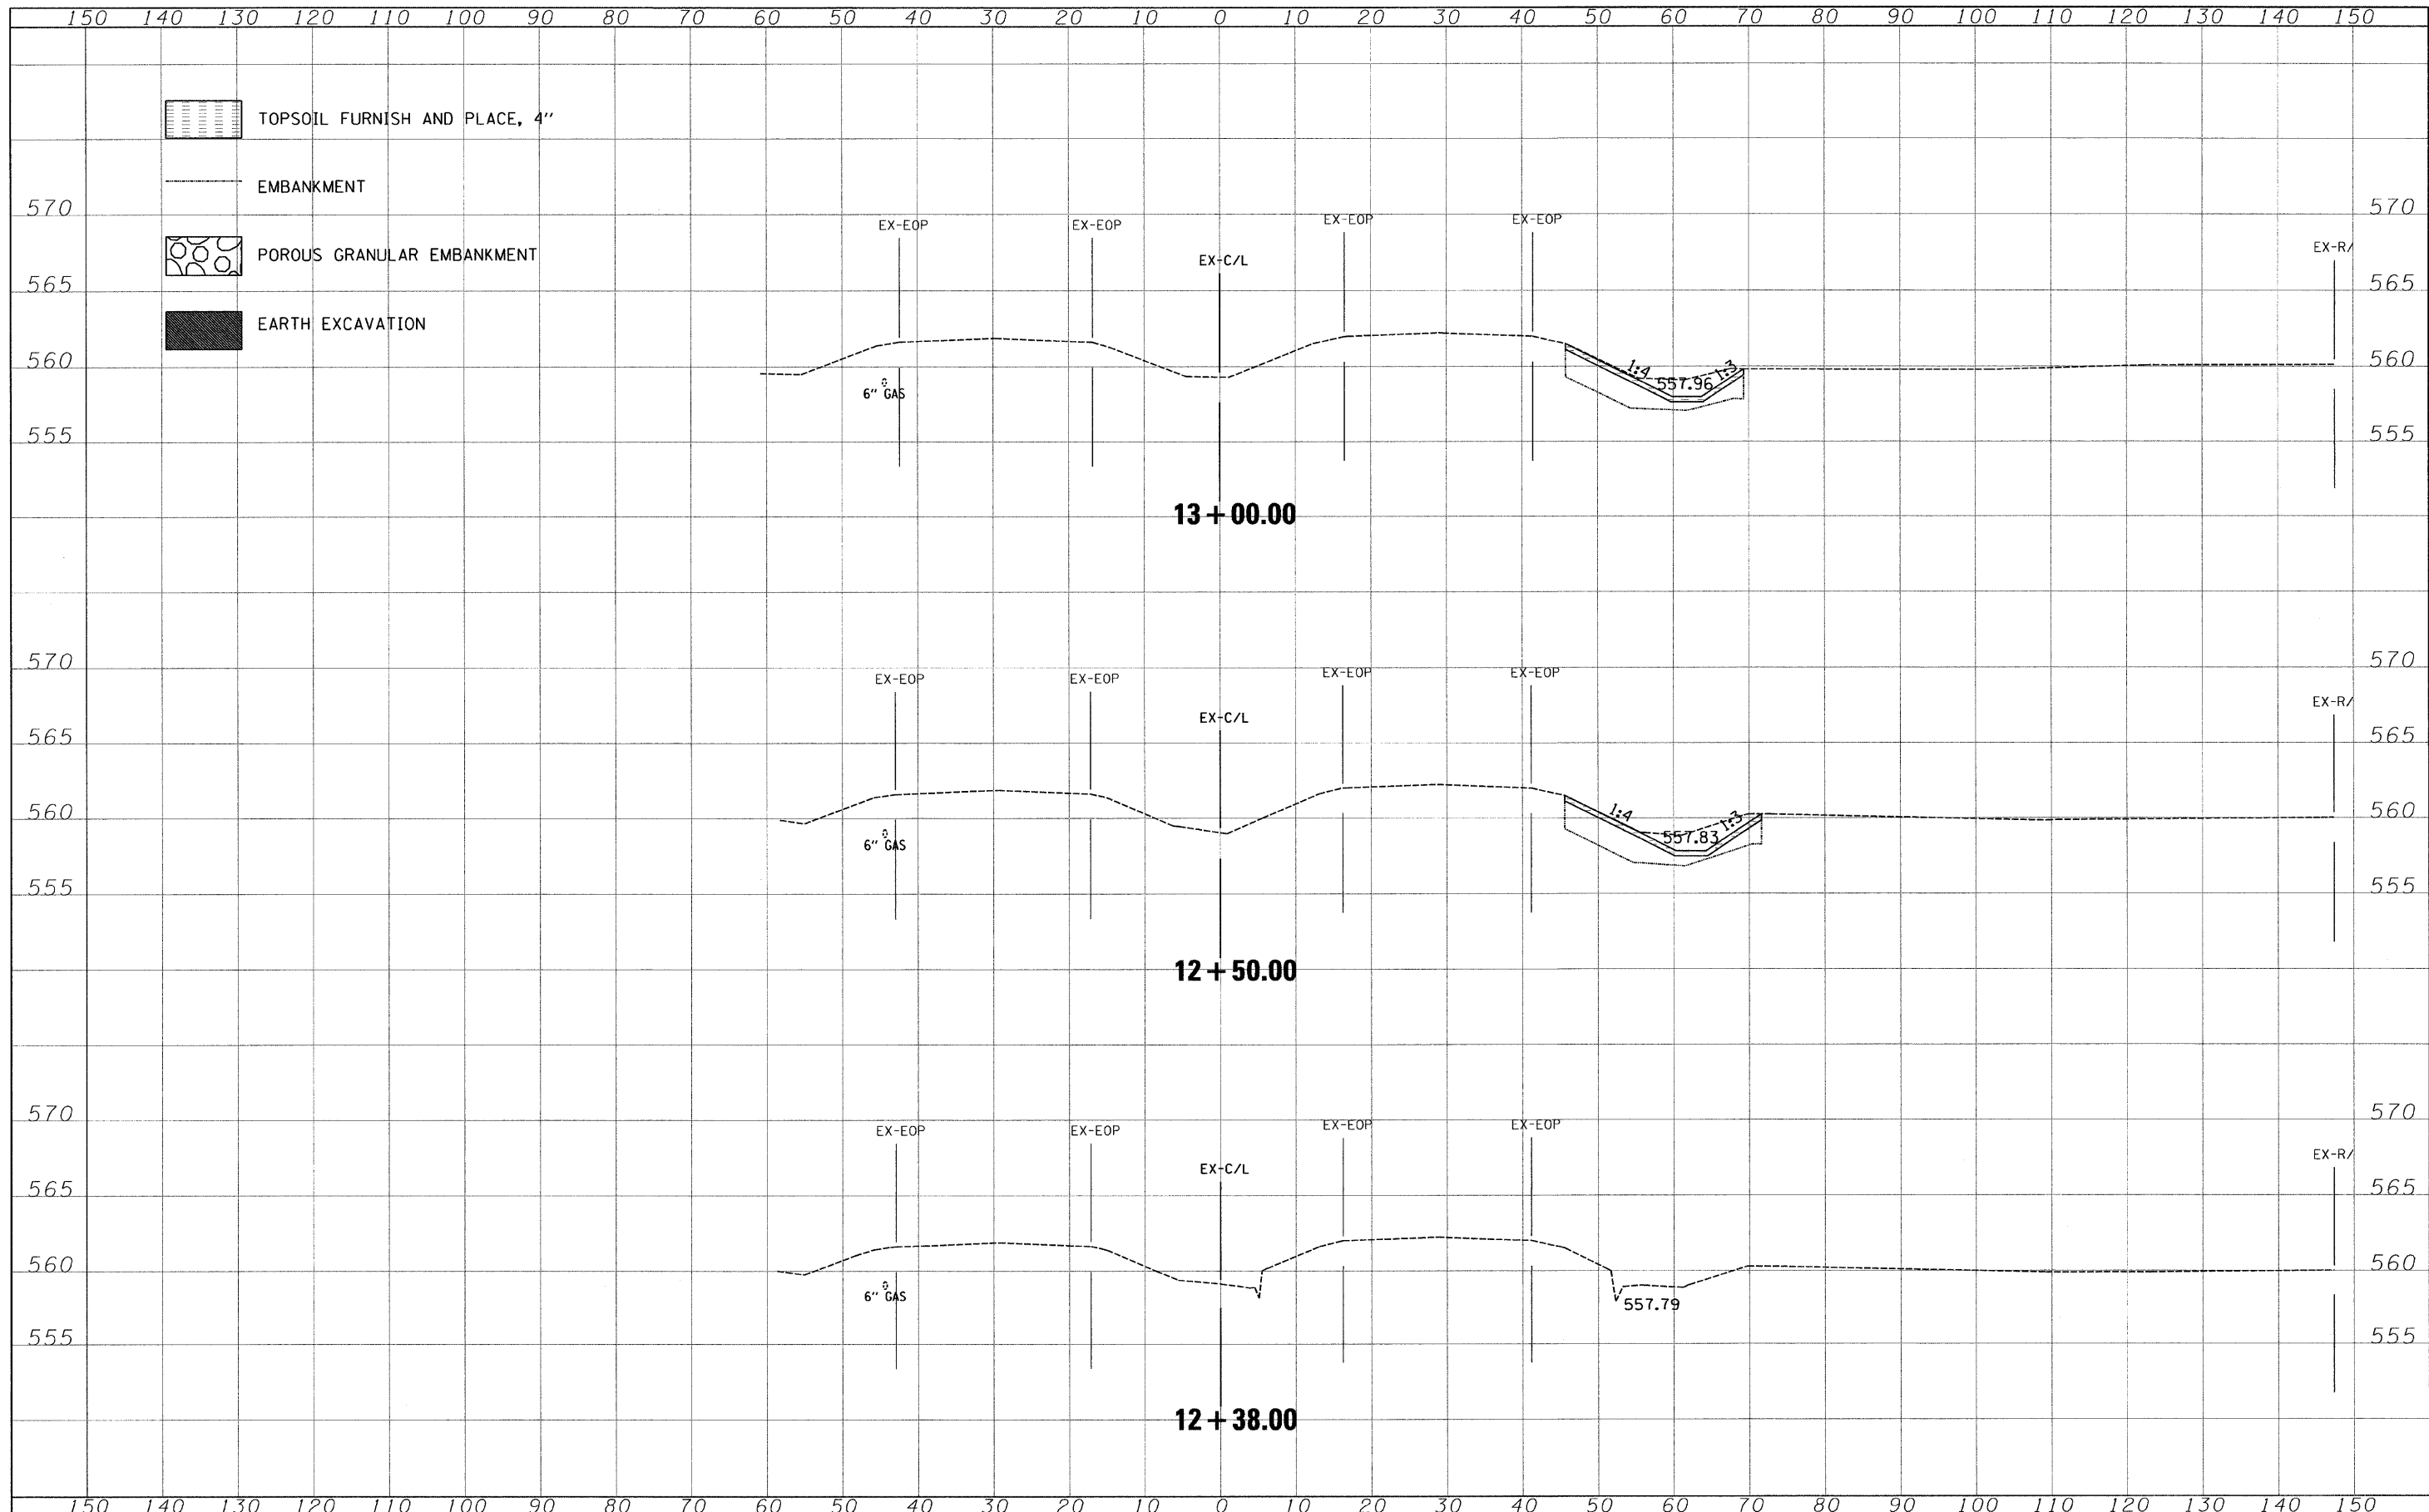 150 140 130 120 110 100 90 80 70 60 50 40 30 20 10 0 10 20 30 40 50 60 70 80 90 100 110 120 130 140 150
TOPSOIL FURNISH AND PLACE, 4"
EMBANKMENT
POROUS GRANULAR EMBANKMENT
EARTH EXCAVATION
570 570
EX-EOP EX-EOP EX-EOP EX-EOP
EX-C/L EX-R/
565 565
560 560
1:4 557.96 1:3
6" GAS
555 555
13+00.00
570 570
EX-EOP EX-EOP EX-EOP EX-EOP
EX-C/L EX-R/
565 565
560 560
1:4 557.83 1:3
6" GAS
555 555
12+50.00
570 570
EX-EOP EX-EOP EX-EOP EX-EOP
EX-C/L EX-R/
565 565
560 560
6" GAS 557.79
555 555
12+38.00
150 140 130 120 110 100 90 80 70 60 50 40 30 20 10 0 10 20 30 40 50 60 70 80 90 100 110 120 130 140 150